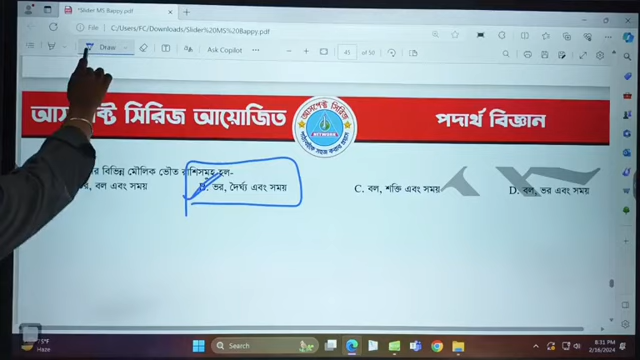 *Slider MS Bappy.pdf
File C:/Users/FC/Downloads/Slider%20MS%20Bappy.pdf
Draw Ask Copilot 45 of 50
আসপেক্ট সিরিজ আয়োজিত
পদার্থ বিজ্ঞান
NETWORK
বিভিন্ন মৌলিক ভৌত রাশিসমূহ হল-
বল এবং সময় B. ভর, দৈর্ঘ্য এবং সময় C. বল, শক্তি এবং সময় D. বল, ভর এবং সময়
Haze
Search
8:31 PM
2/16/2024